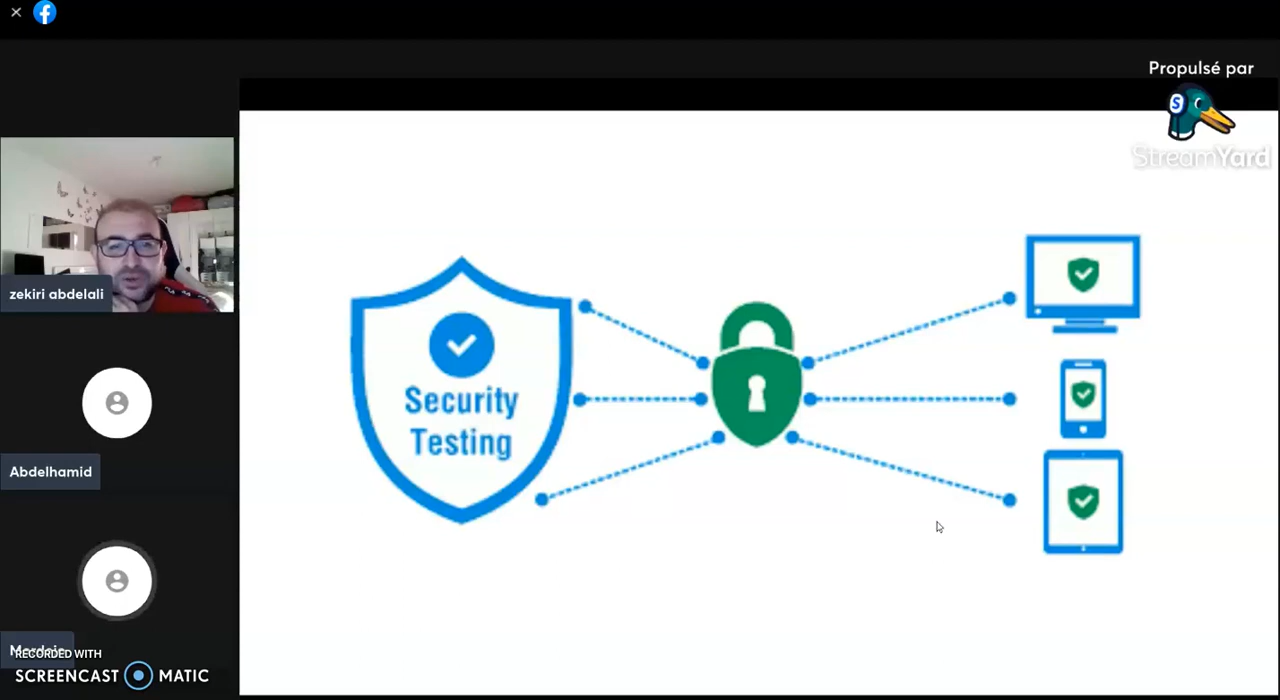 Propulsé par
S
StreamYard
zekiri abdelali
Security
Testing
Abdelhamid
RECORDED WITH
SCREENCAST MATIC